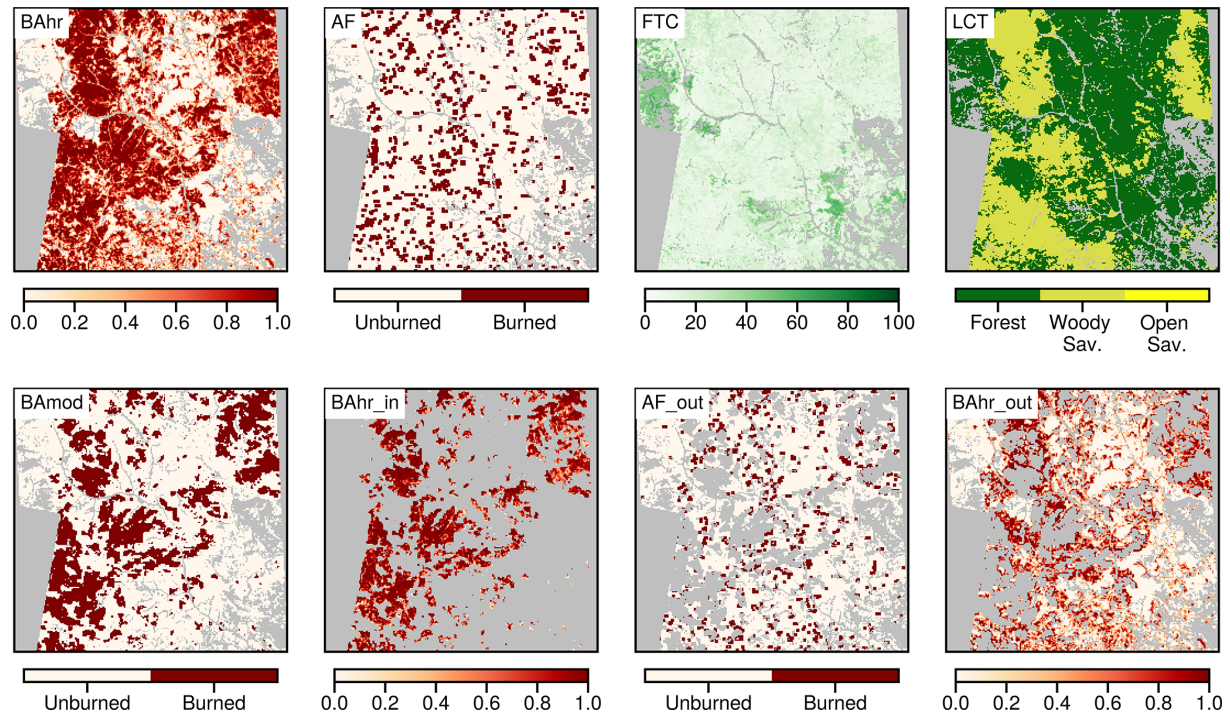 BAhr
AF
FTC
LCT
0.0 0.2 0.4 0.6 0.8 1.0
Unburned Burned
0 20 40 60 80 100
Forest Woody Sav. Open Sav.
BAmod
BAhr_in
AF_out
BAhr_out
Unburned Burned
0.0 0.2 0.4 0.6 0.8 1.0
Unburned Burned
0.0 0.2 0.4 0.6 0.8 1.0